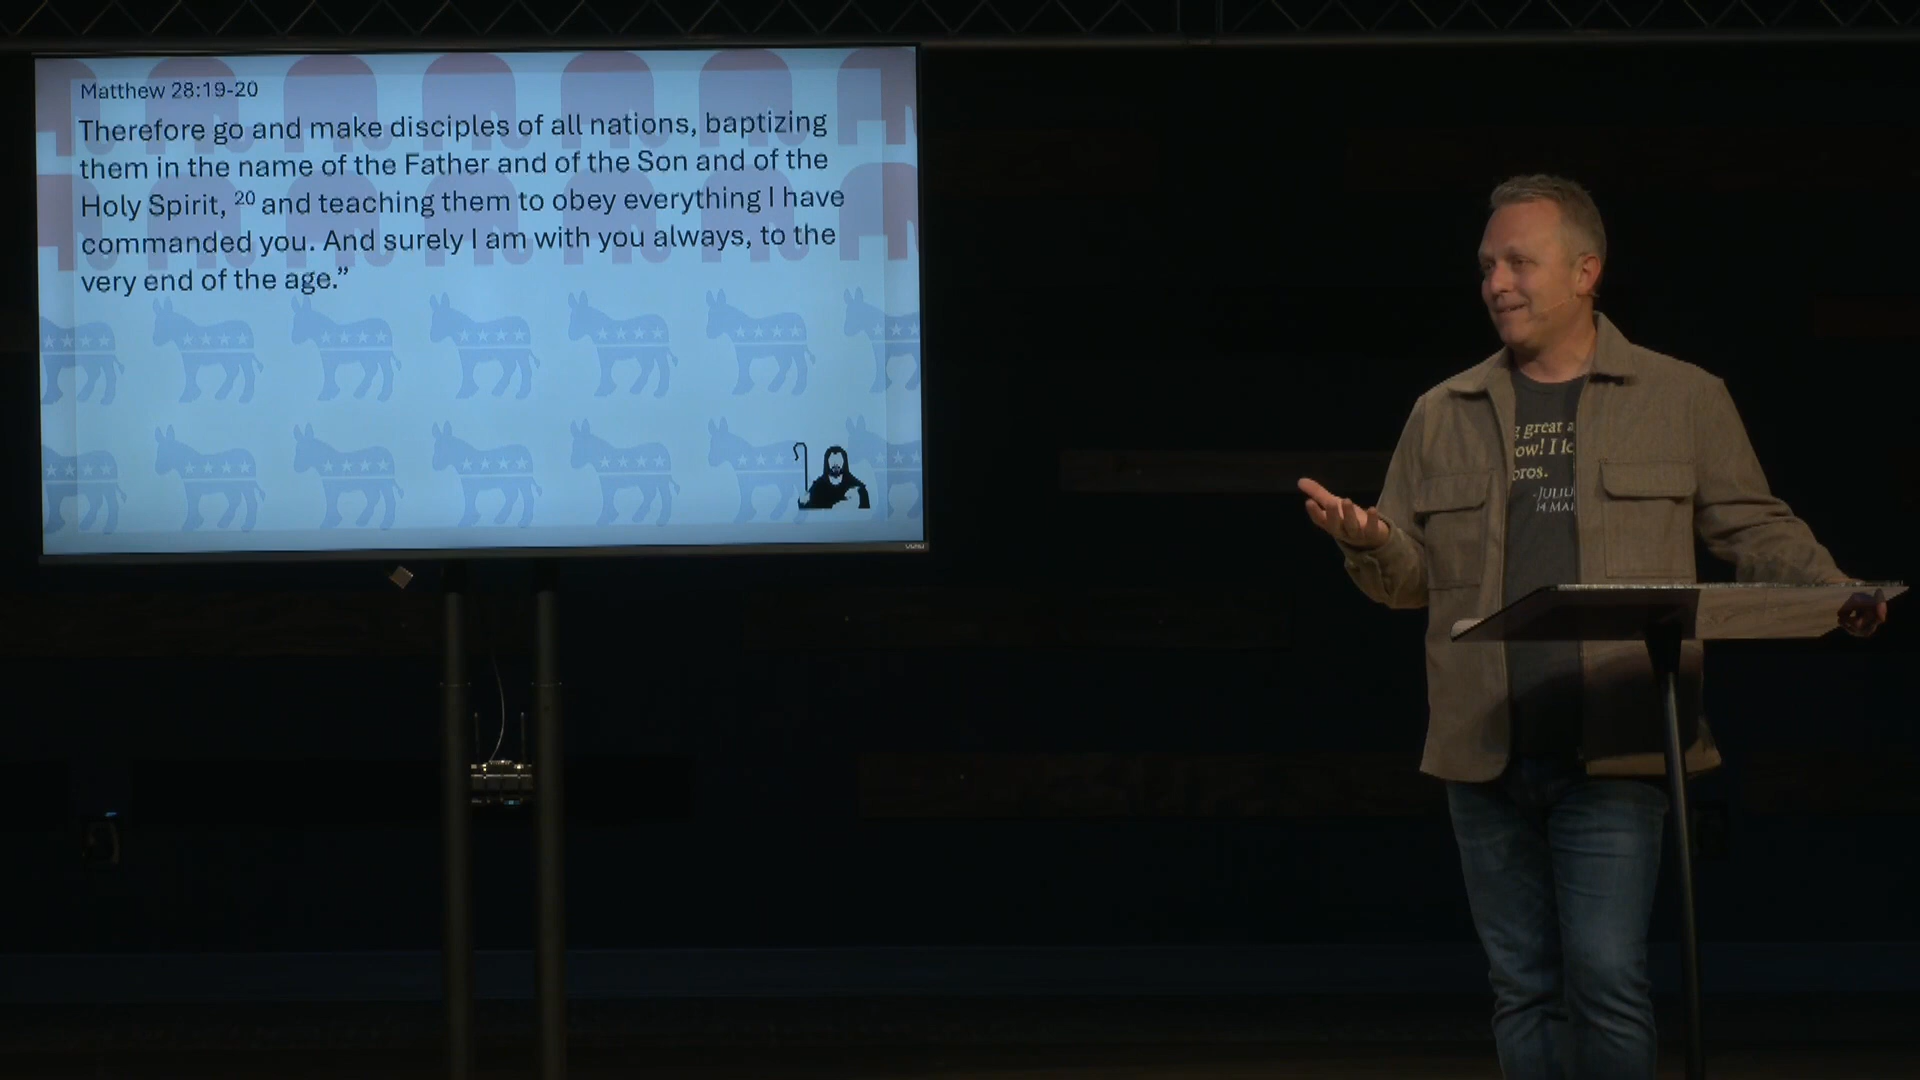 Matthew 28:19-20
Therefore go and make disciples of all nations, baptizing
them in the name of the Father and of the Son and of the
Holy Spirit, 20 and teaching them to obey everything I have
commanded you. And surely I am with you always, to the
very end of the age.”
great
ow! I
bros.